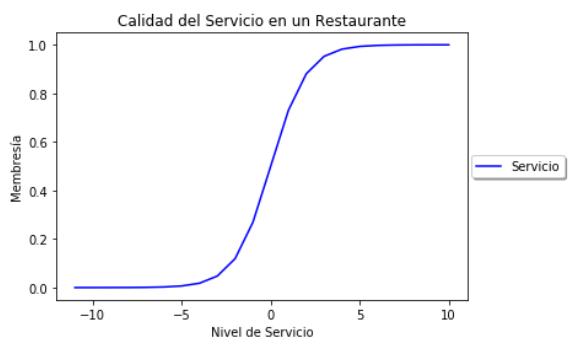 Calidad del Servicio en un Restaurante
1.0
0.8
0.6
0.4
0.2
0.0
Membresía
−10
−5
0
5
10
Nivel de Servicio
Servicio